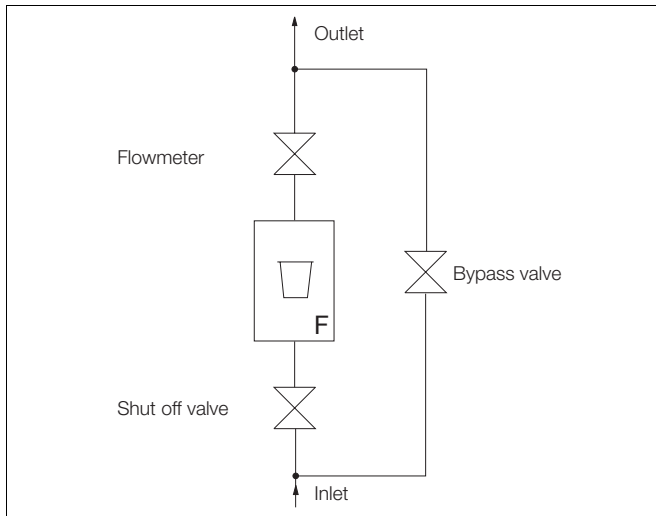 Outlet
Flowmeter
Bypass valve
F
Shut off valve
Inlet